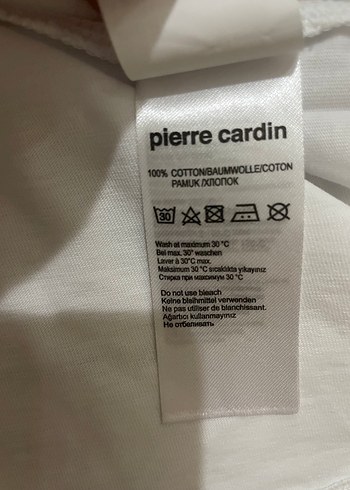 pierre cardin
100% COTTON/BAUMWOLLE/COTON
PAMUK/ХЛОПОК
30
Wash at maximum 30 °C
Bei max. 30° waschen
Laver à 30°C max.
Maksimum 30 °C sıcaklıkta yıkayınız
Стирка при максимум 30 °C
Do not use bleach
Keine bleihmittel verwenden
Ne pas utiliser de blanchissant.
Ağartıcı kullanmayınız
Не отбеливать